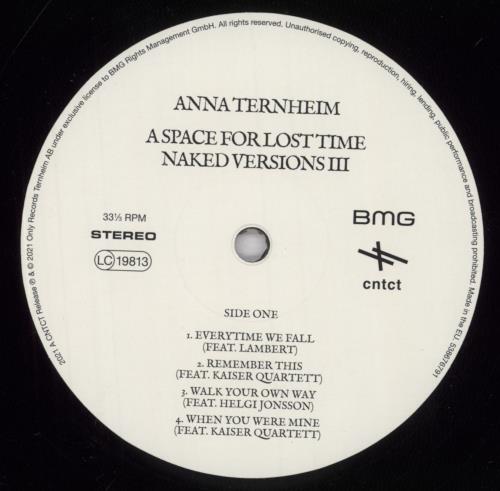 2021 A CNTCT Release ℗ & © 2021 Only Records Ternheim AB under exclusive license to BMG Rights Management GmbH. All rights reserved. Unauthorised copying, reproduction, hiring, lending, public performance and broadcasting prohibited. Made in the EU. 538676791
ANNA TERNHEIM
A SPACE FOR LOST TIME
NAKED VERSIONS III
33⅓ RPM
STEREO
LC 19813
BMG
cntct
SIDE ONE
1. EVERYTIME WE FALL
(FEAT. LAMBERT)
2. REMEMBER THIS
(FEAT. KAISER QUARTETT)
3. WALK YOUR OWN WAY
(FEAT. HELGI JONSSON)
4. WHEN YOU WERE MINE
(FEAT. KAISER QUARTETT)